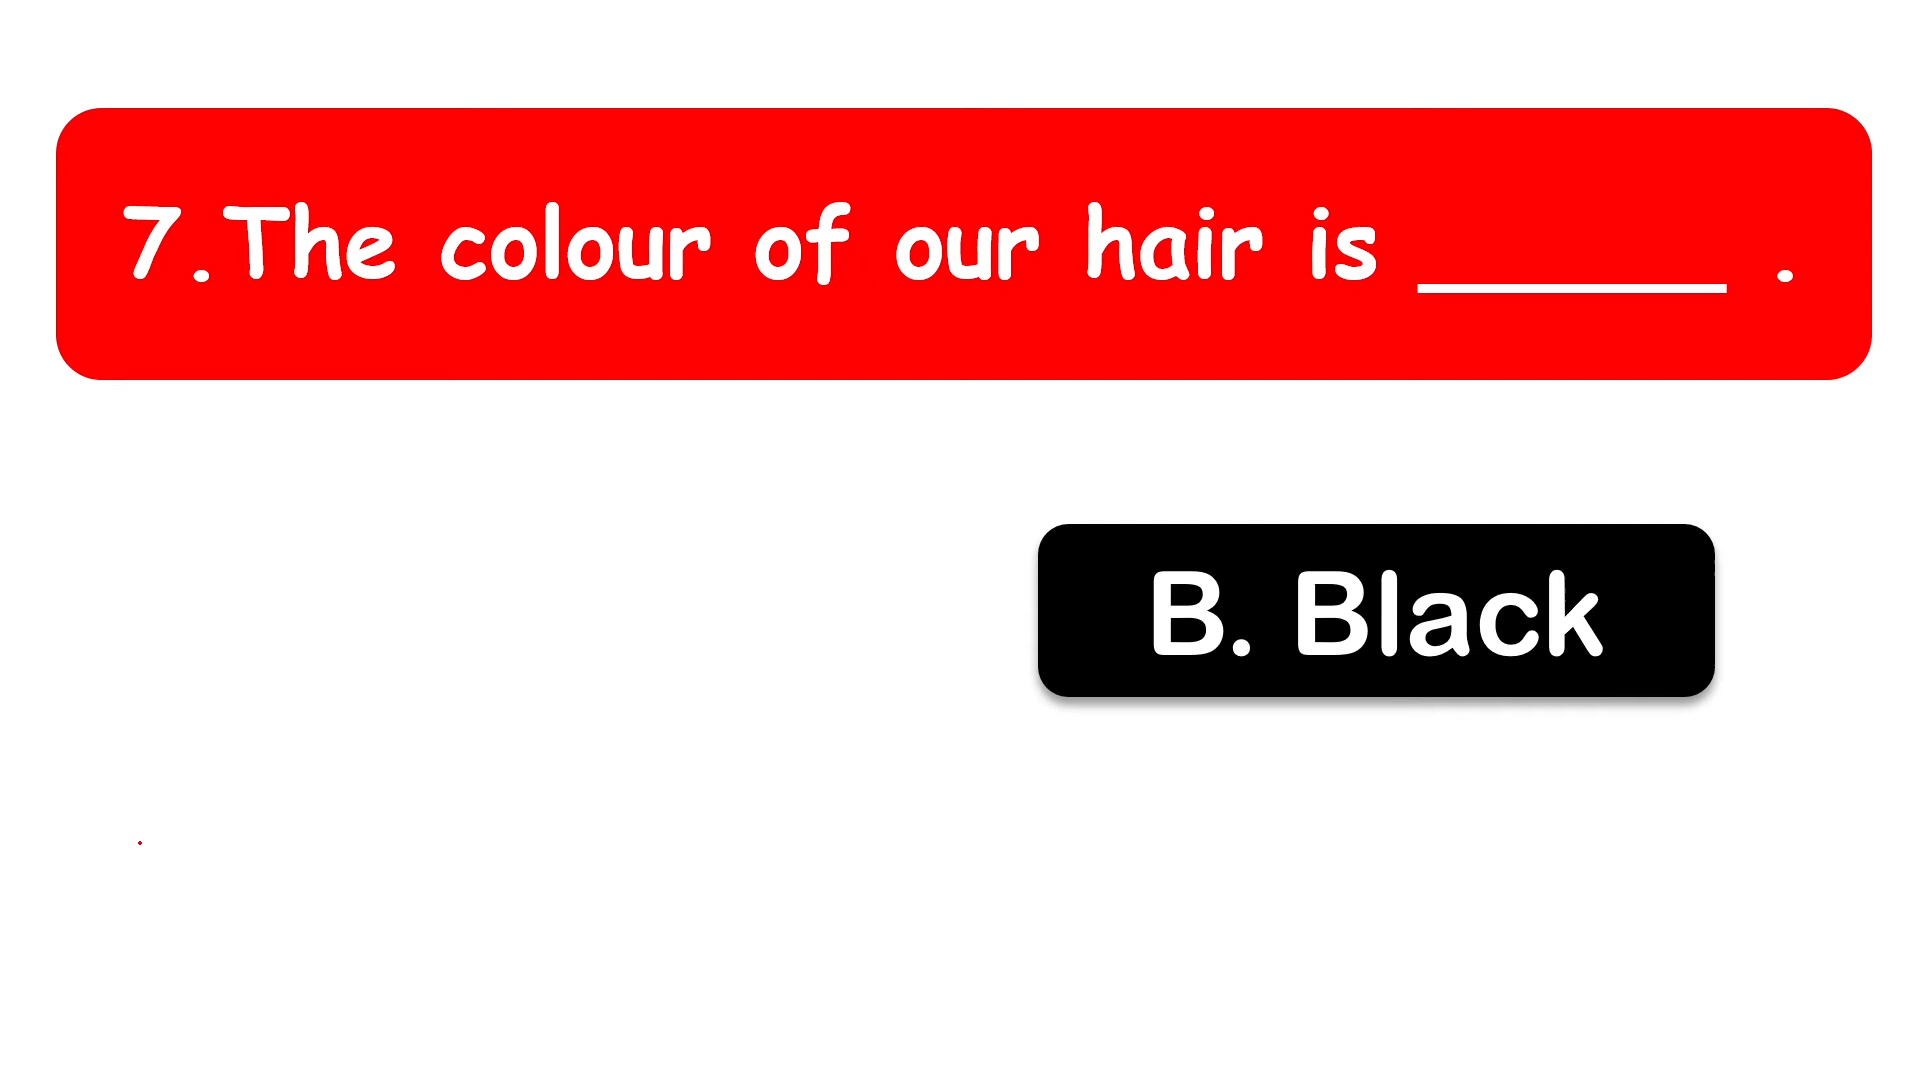 7.The colour of our hair is ______ .
B. Black